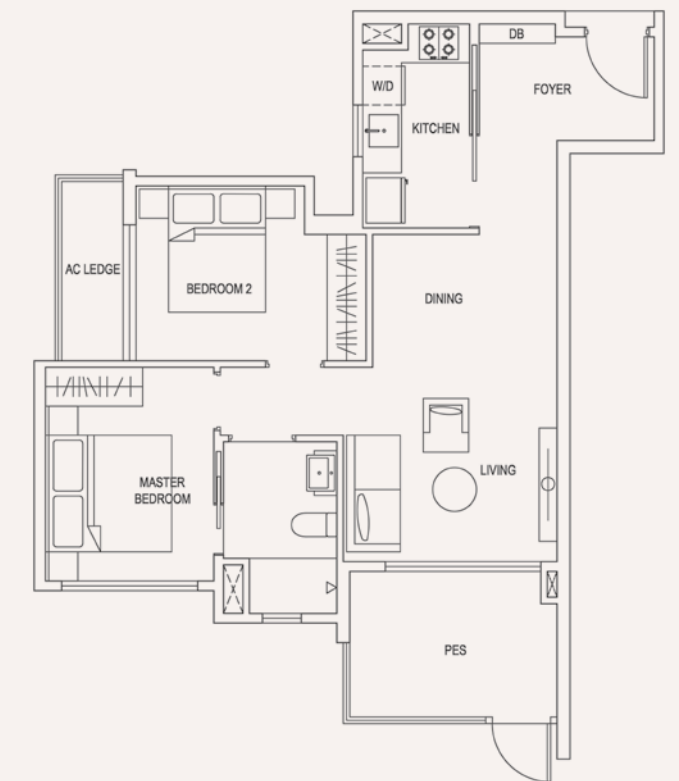 DB
W/D
FOYER
KITCHEN
AC LEDGE
BEDROOM 2
DINING
LIVING
MASTER
BEDROOM
PES